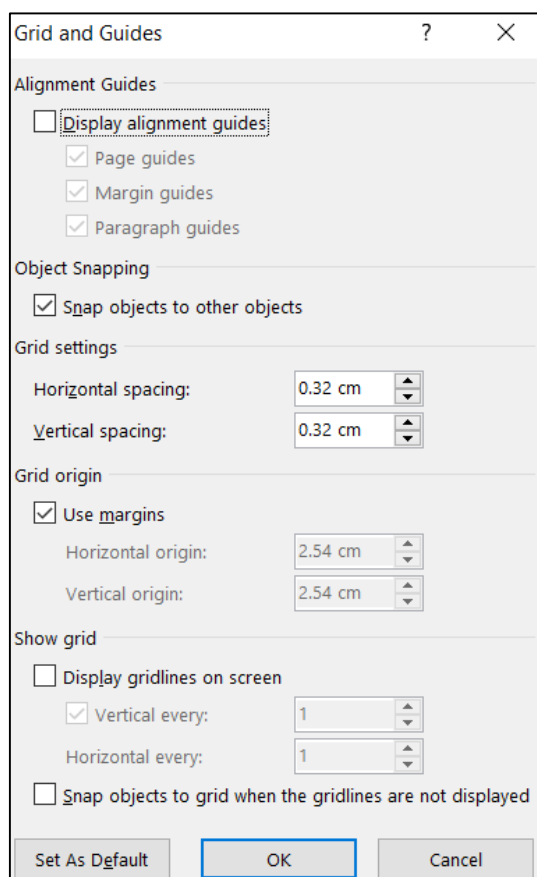 Grid and Guides ?
Alignment Guides
Display alignment guides
Page guides
Margin guides
Paragraph guides
Object Snapping
Snap objects to other objects
Grid settings
Horizontal spacing: 0.32 cm
Vertical spacing: 0.32 cm
Grid origin
Use margins
Horizontal origin: 2.54 cm
Vertical origin: 2.54 cm
Show grid
Display gridlines on screen
Vertical every: 1
Horizontal every: 1
Snap objects to grid when the gridlines are not displayed
Set As Default OK Cancel